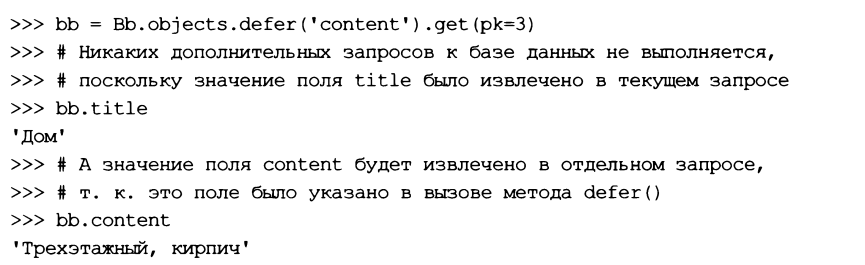 >>> bb = Bb.objects.defer('content').get(pk=3)
>>> # Никаких дополнительных запросов к базе данных не выполняется,
>>> # поскольку значение поля title было извлечено в текущем запросе
>>> bb.title
'Дом'
>>> # А значение поля content будет извлечено в отдельном запросе,
>>> # т. к. это поле было указано в вызове метода defer()
>>> bb.content
'Трехэтажный, кирпич'